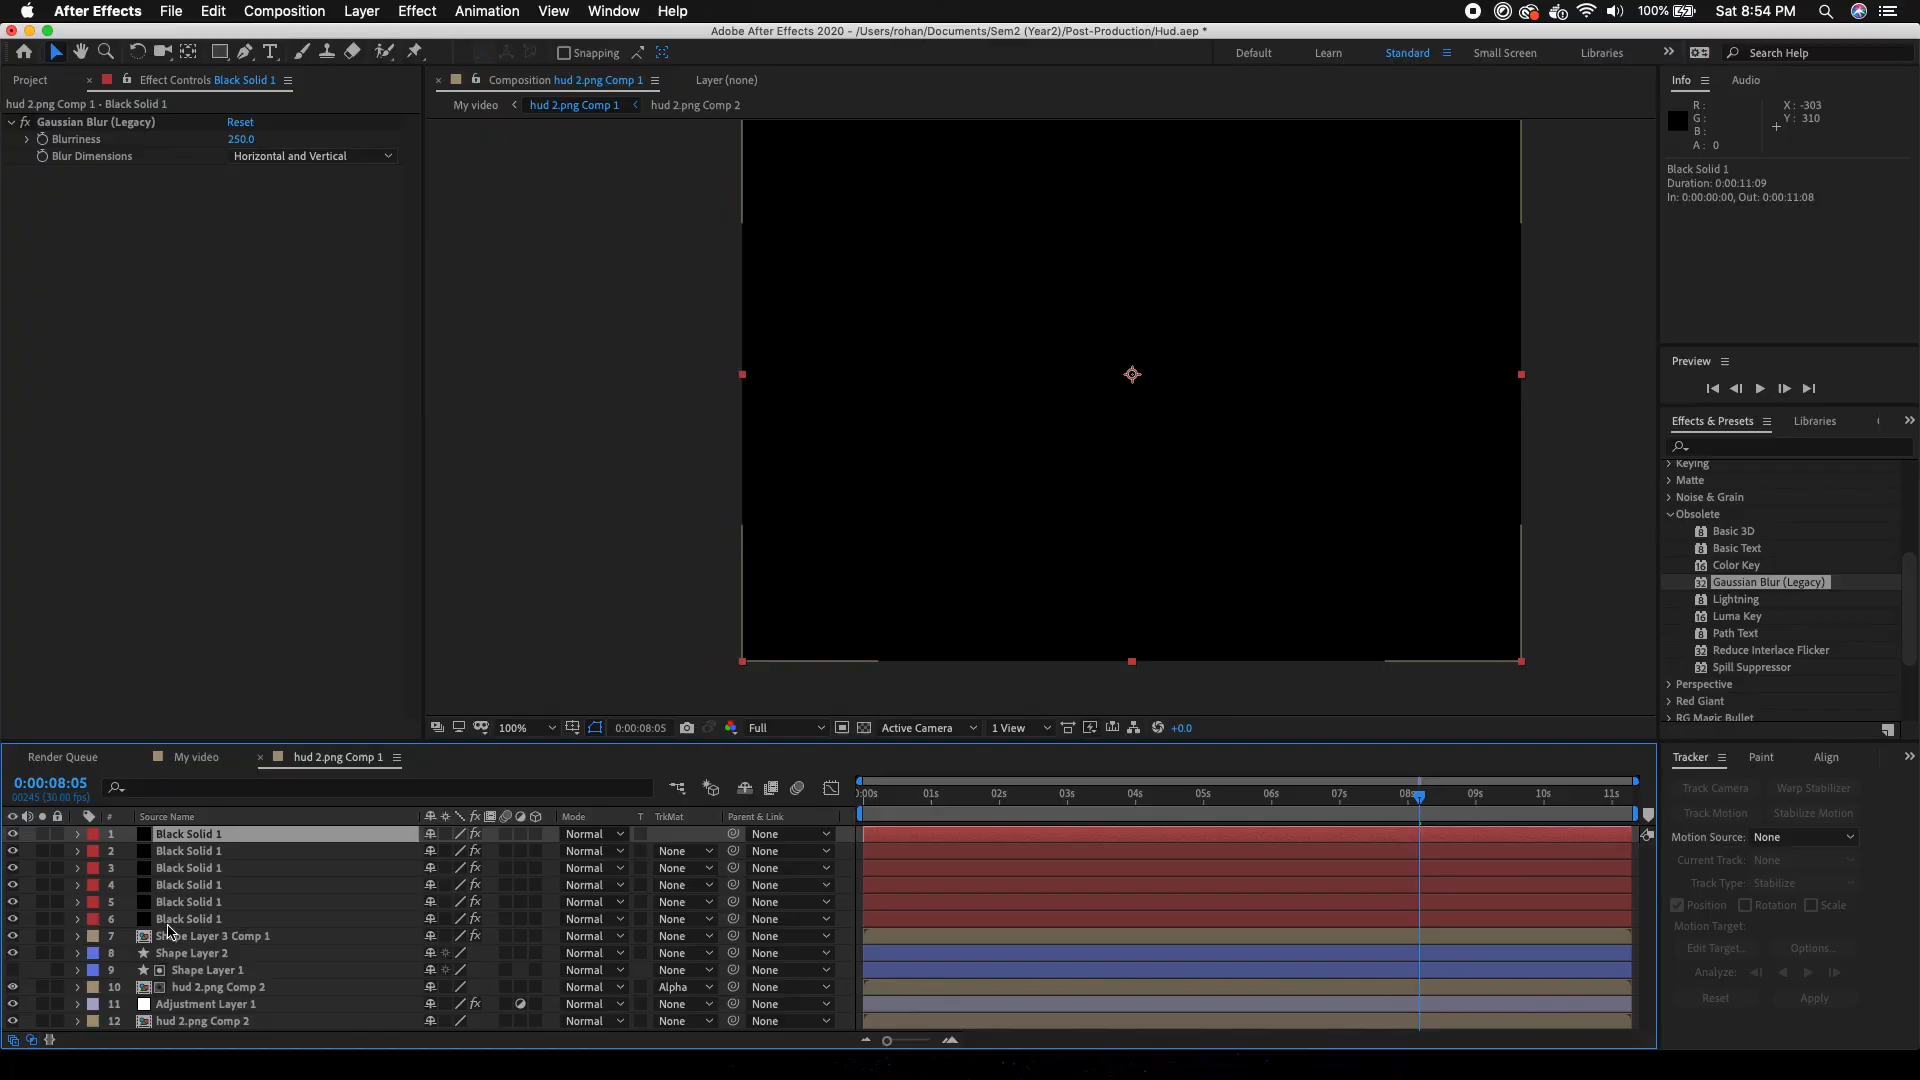 After Effects File Edit Composition Layer Effect Animation View Window Help 100% Sat 8:54 PM
Adobe After Effects 2020 - /Users/rohan/Documents/Sem2 (Year2)/Post-Production/Hud.aep *
Snapping Default Learn Standard Small Screen Libraries Search Help
Project Effect Controls Black Solid 1 Composition hud 2.png Comp 1 Layer (none) Info Audio
hud 2.png Comp 1 • Black Solid 1 My video hud 2.png Comp 1 hud 2.png Comp 2
fx Gaussian Blur (Legacy) Reset
Blurriness 250.0
Blur Dimensions Horizontal and Vertical
R: X: -303
G: Y: 310
B:
A: 0
Black Solid 1
Duration: 0:00:11:09
In: 0:00:00:00, Out: 0:00:11:08
Preview
Effects & Presets Libraries
Keying
Matte
Noise & Grain
Obsolete
Basic 3D
Basic Text
Color Key
Gaussian Blur (Legacy)
Lightning
Luma Key
Path Text
Reduce Interlace Flicker
Spill Suppressor
Perspective
Red Giant
RG Magic Bullet
100% 0:00:08:05 Full Active Camera 1 View +0.0
Render Queue My video hud 2.png Comp 1
0:00:08:05
00245 (30.00 fps)
:00s 01s 02s 03s 04s 05s 06s 07s 08s 09s 10s 11s
# Source Name fx Mode T TrkMat Parent & Link
1 Black Solid 1 fx Normal None
2 Black Solid 1 fx Normal None None
3 Black Solid 1 fx Normal None None
4 Black Solid 1 fx Normal None None
5 Black Solid 1 fx Normal None None
6 Black Solid 1 fx Normal None None
7 Shape Layer 3 Comp 1 fx Normal None None
8 Shape Layer 2 Normal None None
9 Shape Layer 1 Normal None None
10 hud 2.png Comp 2 Normal Alpha None
11 Adjustment Layer 1 fx Normal None None
12 hud 2.png Comp 2 Normal None None
Tracker Paint Align
Track Camera Warp Stabilizer
Track Motion Stabilize Motion
Motion Source: None
Current Track: None
Track Type: Stabilize
Position Rotation Scale
Motion Target:
Edit Target... Options...
Analyze:
Reset Apply